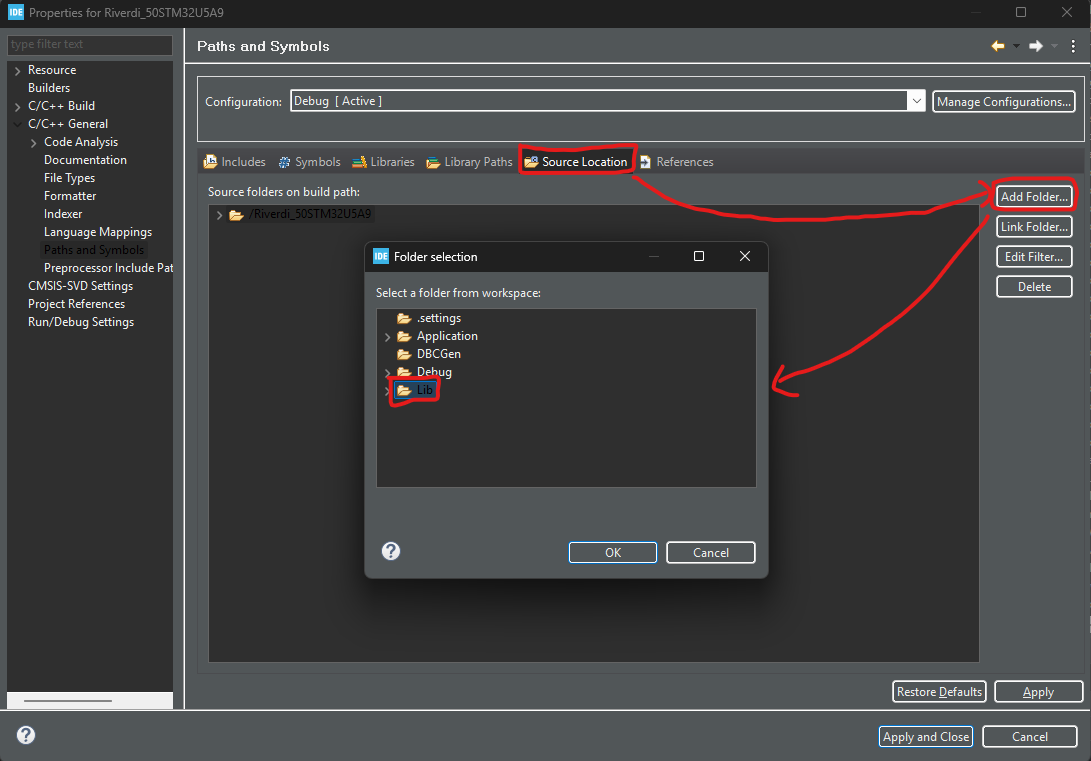 IDE Properties for Riverdi_50STM32U5A9
type filter text
Resource
Builders
C/C++ Build
C/C++ General
Code Analysis
Documentation
File Types
Formatter
Indexer
Language Mappings
Paths and Symbols
Preprocessor Include Pat
CMSIS-SVD Settings
Project References
Run/Debug Settings
Paths and Symbols
Configuration: Debug [ Active ] Manage Configurations...
Includes Symbols Libraries Library Paths Source Location References
Source folders on build path:
/Riverdi_50STM32U5A9
Add Folder...
Link Folder...
Edit Filter...
Delete
IDE Folder selection
Select a folder from workspace:
.settings
Application
DBCGen
Debug
Lib
? OK Cancel
Restore Defaults Apply
? Apply and Close Cancel